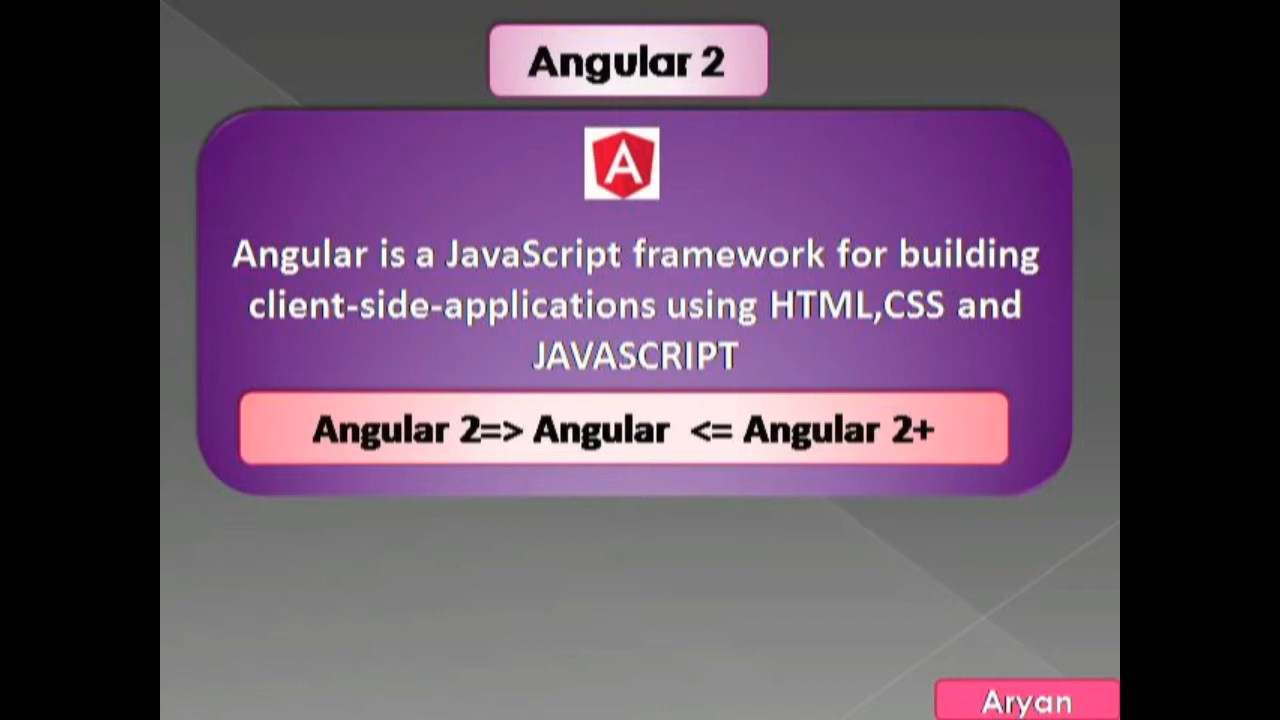 Angular 2
A
Angular is a JavaScript framework for building
client-side-applications using HTML,CSS and
JAVASCRIPT
Angular 2=> Angular <= Angular 2+
Aryan